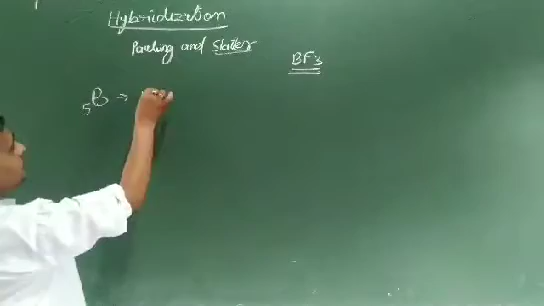 Hybridization
Pauling and Slater
BF3
5B →